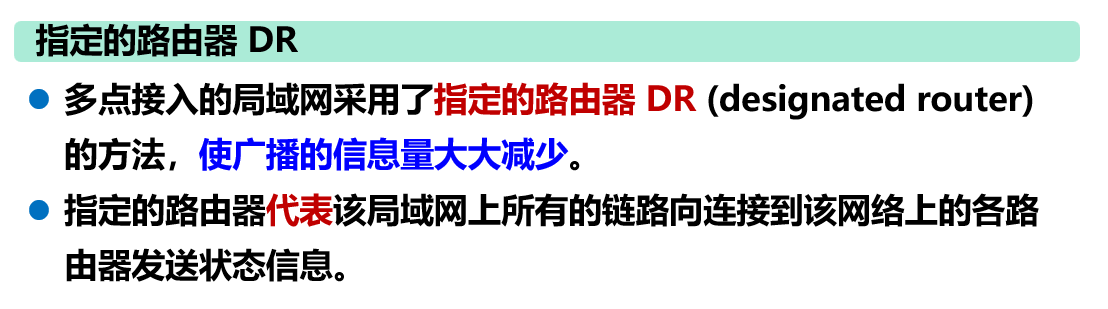 指定的路由器 DR
多点接入的局域网采用了指定的路由器 DR (designated router)
的方法，使广播的信息量大大减少。
指定的路由器代表该局域网上所有的链路向连接到该网络上的各路
由器发送状态信息。